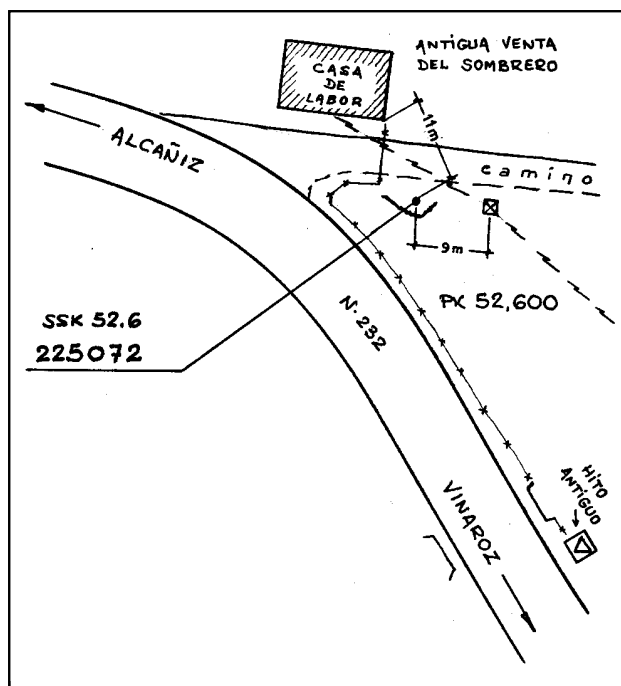 ANTIGUA VENTA
DEL SOMBRERO
CASA
DE
LABOR
ALCAÑIZ
11m
camino
9m
PK 52,600
SSK 52.6
225072
N-232
HITO
ANTIGUO
VINAROZ